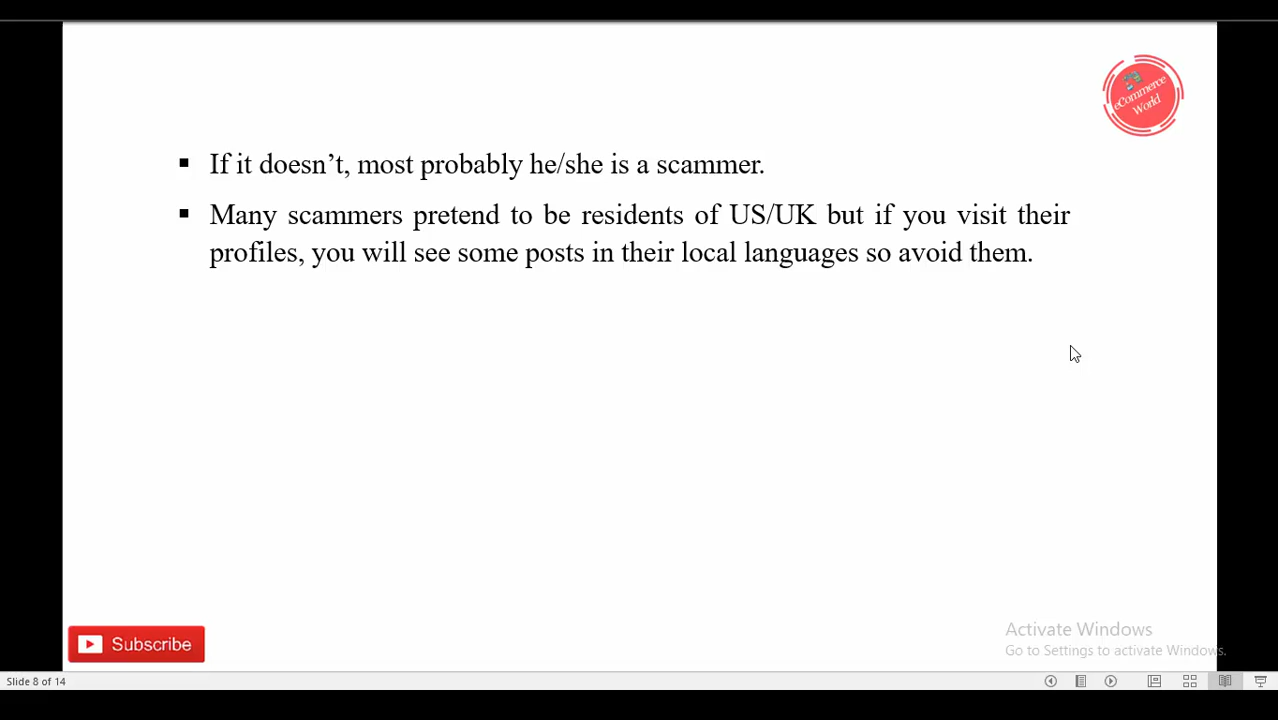 eCommerce
World
▪ If it doesn’t, most probably he/she is a scammer.
▪ Many scammers pretend to be residents of US/UK but if you visit their
profiles, you will see some posts in their local languages so avoid them.
Subscribe
Activate Windows
Go to Settings to activate Windows.
Slide 8 of 14